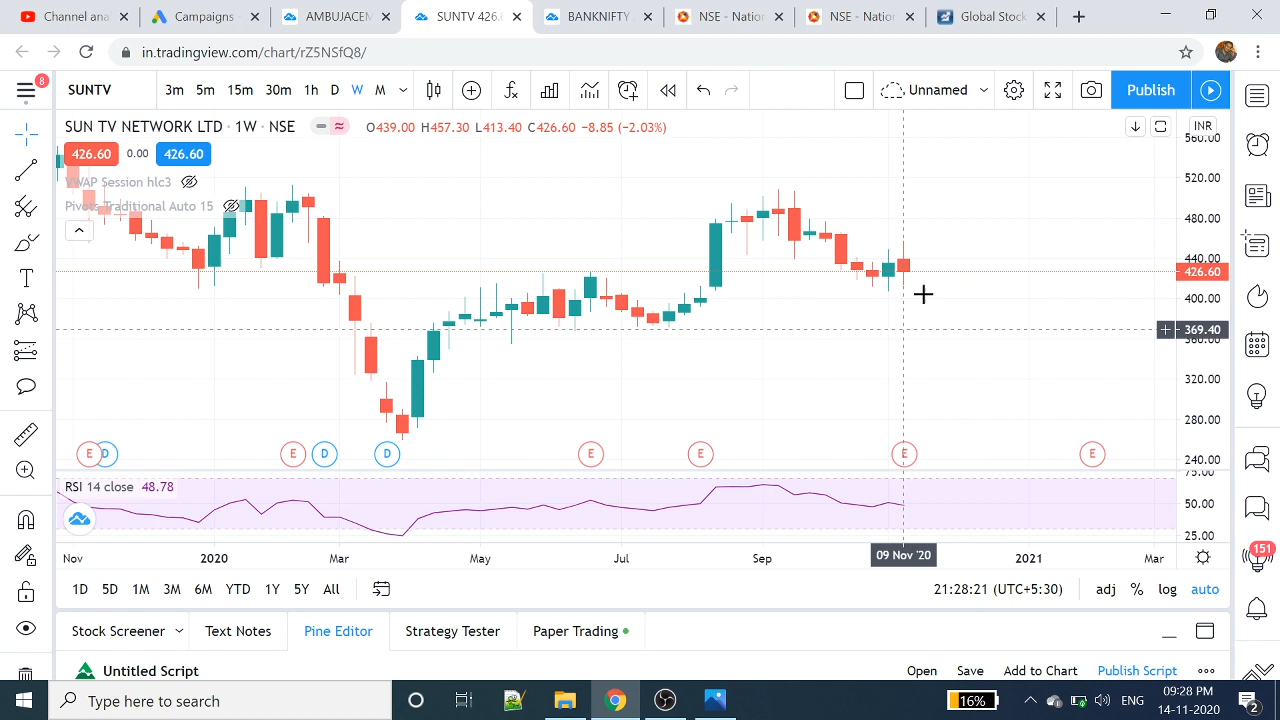 Channel ana
Campaigns -
AMBUJACEM
SUNTV 426.6
BANKNIFTY
NSE - Nation
NSE - Nation
Global Stock
in.tradingview.com/chart/rZ5NSfQ8/
8
SUNTV
3m 5m 15m 30m 1h D W M
Unnamed
Publish
SUN TV NETWORK LTD · 1W · NSE
O439.00 H457.30 L413.40 C426.60 −8.85 (−2.03%)
INR
426.60 0.00 426.60
VWAP Session hlc3
Pivots Traditional Auto 15
560.00
520.00
480.00
440.00
426.60
400.00
369.40
360.00
320.00
280.00
240.00
E D E D D E E E E
RSI 14 close 48.78
75.00
50.00
25.00
Nov 2020 Mar May Jul Sep 09 Nov '20 2021 Mar
1D 5D 1M 3M 6M YTD 1Y 5Y All
21:28:21 (UTC+5:30) adj % log auto
151
Stock Screener Text Notes Pine Editor Strategy Tester Paper Trading
Untitled Script
Open Save Add to Chart Publish Script
Type here to search
16%
ENG
09:28 PM
14-11-2020
2